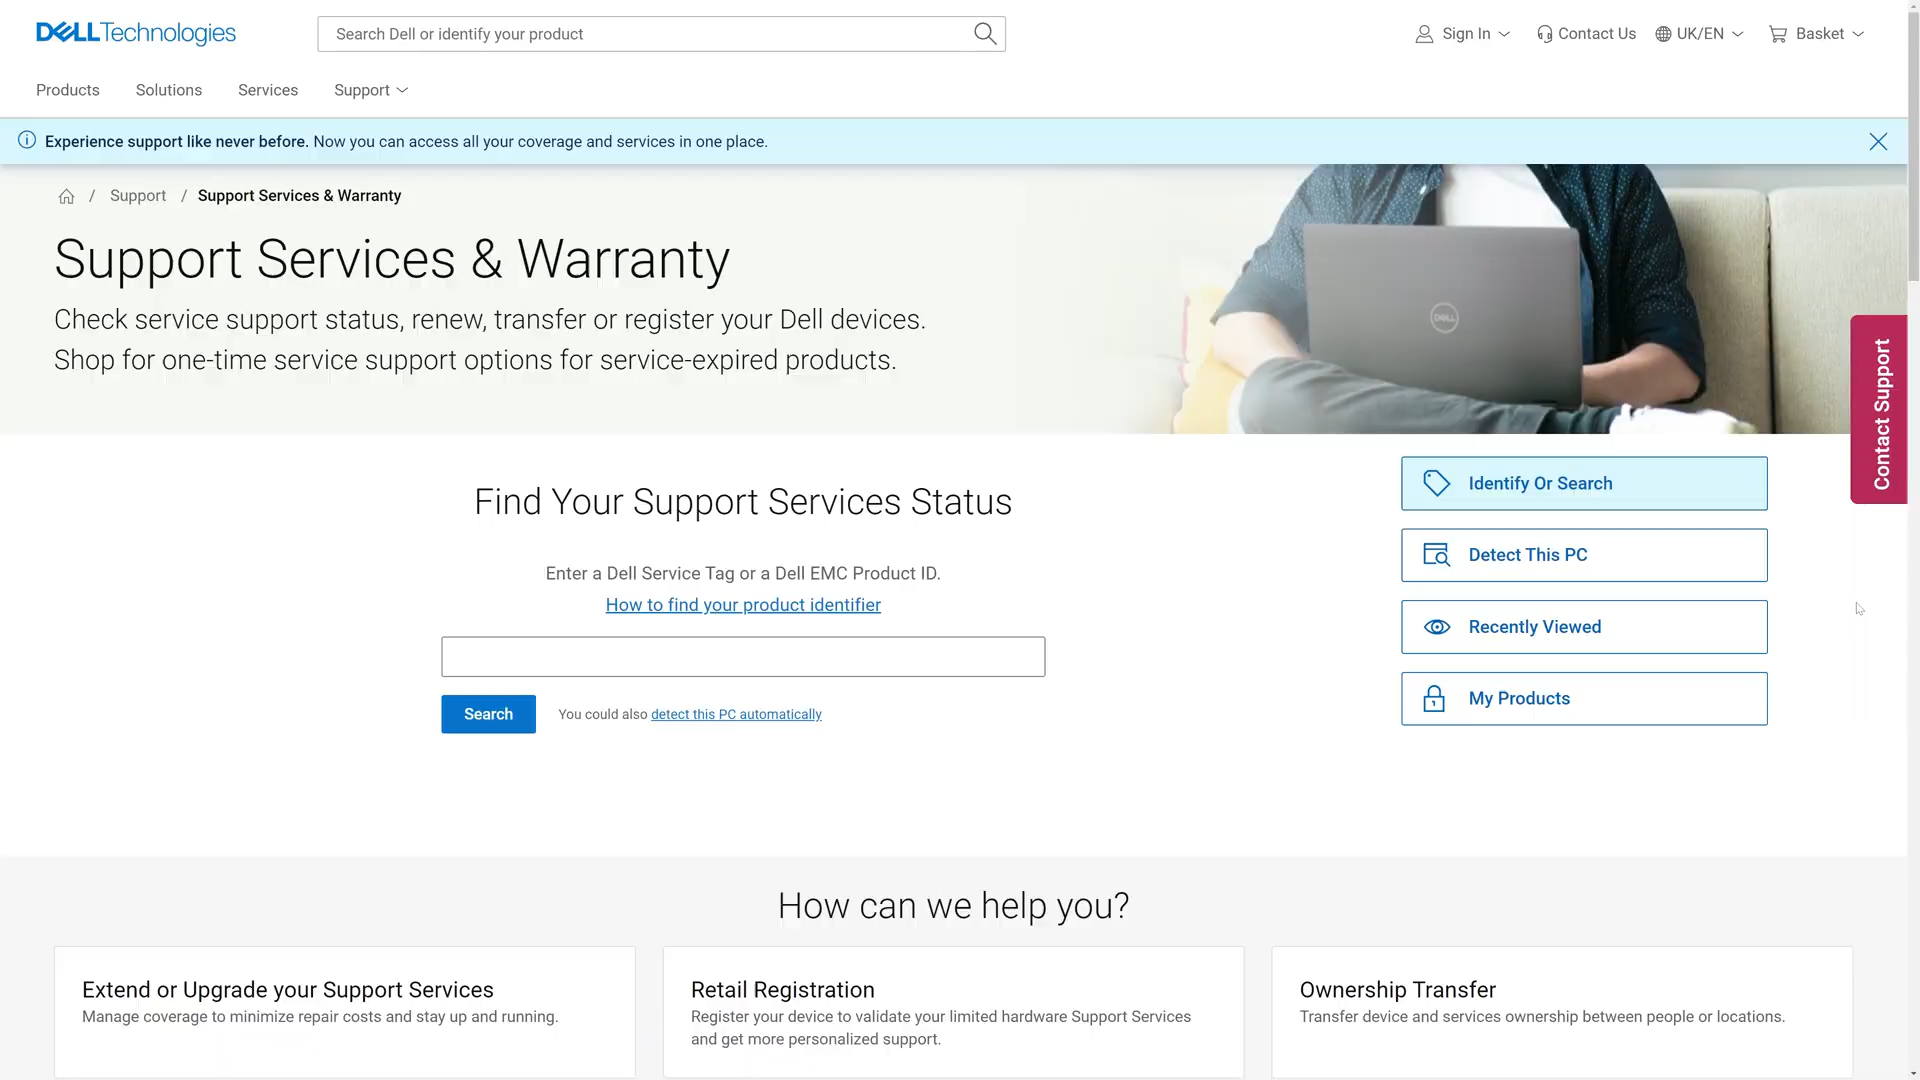 DELLTechnologies
Search Dell or identify your product
Sign In
Contact Us
UK/EN
Basket
Products
Solutions
Services
Support
Experience support like never before. Now you can access all your coverage and services in one place.
/ Support / Support Services & Warranty
Support Services & Warranty
Check service support status, renew, transfer or register your Dell devices.
Shop for one-time service support options for service-expired products.
DELL
Contact Support
Find Your Support Services Status
Enter a Dell Service Tag or a Dell EMC Product ID.
How to find your product identifier
Search
You could also detect this PC automatically
Identify Or Search
Detect This PC
Recently Viewed
My Products
How can we help you?
Extend or Upgrade your Support Services
Manage coverage to minimize repair costs and stay up and running.
Retail Registration
Register your device to validate your limited hardware Support Services
and get more personalized support.
Ownership Transfer
Transfer device and services ownership between people or locations.